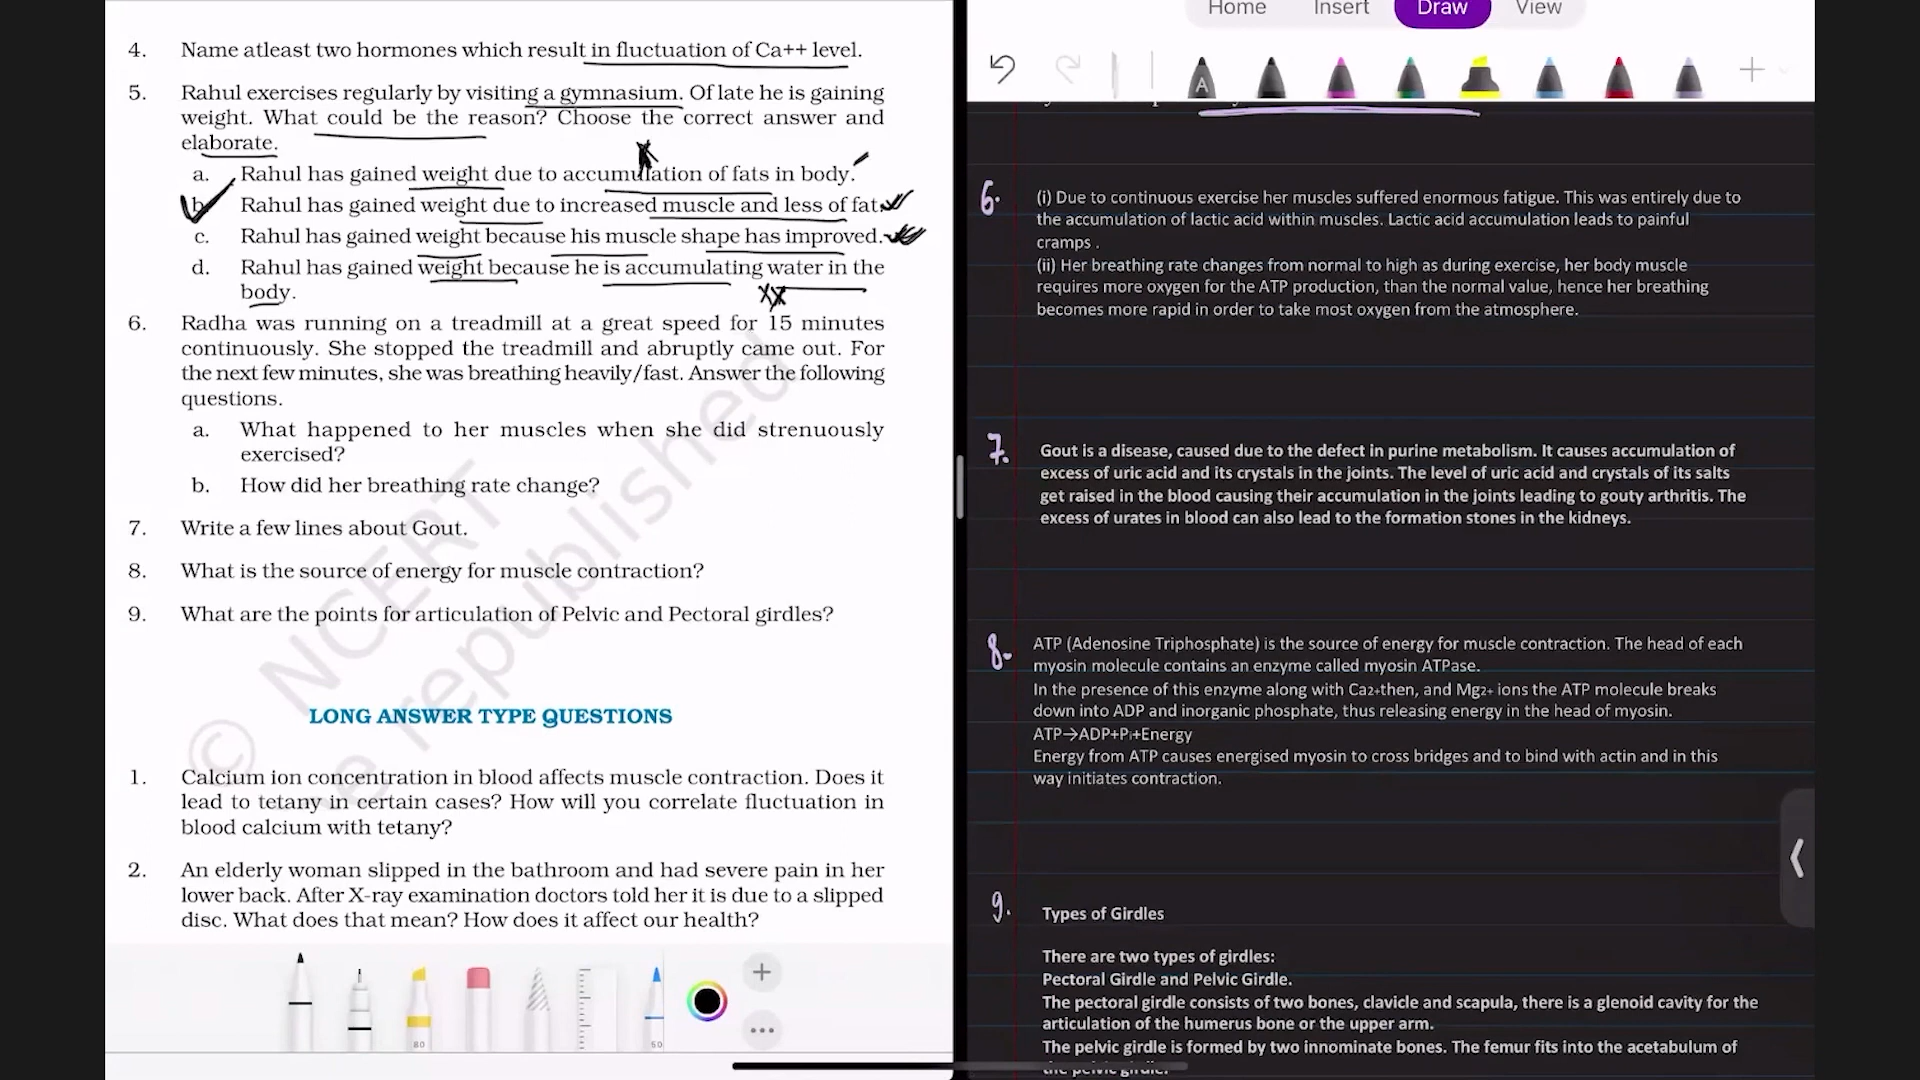 4. Name atleast two hormones which result in fluctuation of Ca++ level.
5. Rahul exercises regularly by visiting a gymnasium. Of late he is gaining
weight. What could be the reason? Choose the correct answer and
elaborate.
a. Rahul has gained weight due to accumulation of fats in body.
b. Rahul has gained weight due to increased muscle and less of fat.
c. Rahul has gained weight because his muscle shape has improved.
d. Rahul has gained weight because he is accumulating water in the
body.
6. Radha was running on a treadmill at a great speed for 15 minutes
continuously. She stopped the treadmill and abruptly came out. For
the next few minutes, she was breathing heavily/fast. Answer the following
questions.
a. What happened to her muscles when she did strenuously
exercised?
b. How did her breathing rate change?
7. Write a few lines about Gout.
8. What is the source of energy for muscle contraction?
9. What are the points for articulation of Pelvic and Pectoral girdles?
LONG ANSWER TYPE QUESTIONS
1. Calcium ion concentration in blood affects muscle contraction. Does it
lead to tetany in certain cases? How will you correlate fluctuation in
blood calcium with tetany?
2. An elderly woman slipped in the bathroom and had severe pain in her
lower back. After X-ray examination doctors told her it is due to a slipped
disc. What does that mean? How does it affect our health?
© NCERT
be republished
80
50
Home Insert Draw View
A
6. (i) Due to continuous exercise her muscles suffered enormous fatigue. This was entirely due to
the accumulation of lactic acid within muscles. Lactic acid accumulation leads to painful
cramps .
(ii) Her breathing rate changes from normal to high as during exercise, her body muscle
requires more oxygen for the ATP production, than the normal value, hence her breathing
becomes more rapid in order to take most oxygen from the atmosphere.
7. Gout is a disease, caused due to the defect in purine metabolism. It causes accumulation of
excess of uric acid and its crystals in the joints. The level of uric acid and crystals of its salts
get raised in the blood causing their accumulation in the joints leading to gouty arthritis. The
excess of urates in blood can also lead to the formation stones in the kidneys.
8. ATP (Adenosine Triphosphate) is the source of energy for muscle contraction. The head of each
myosin molecule contains an enzyme called myosin ATPase.
In the presence of this enzyme along with Ca2+then, and Mg2+ ions the ATP molecule breaks
down into ADP and inorganic phosphate, thus releasing energy in the head of myosin.
ATP→ADP+Pi+Energy
Energy from ATP causes energised myosin to cross bridges and to bind with actin and in this
way initiates contraction.
9. Types of Girdles
There are two types of girdles:
Pectoral Girdle and Pelvic Girdle.
The pectoral girdle consists of two bones, clavicle and scapula, there is a glenoid cavity for the
articulation of the humerus bone or the upper arm.
The pelvic girdle is formed by two innominate bones. The femur fits into the acetabulum of
the pelvic girdle.